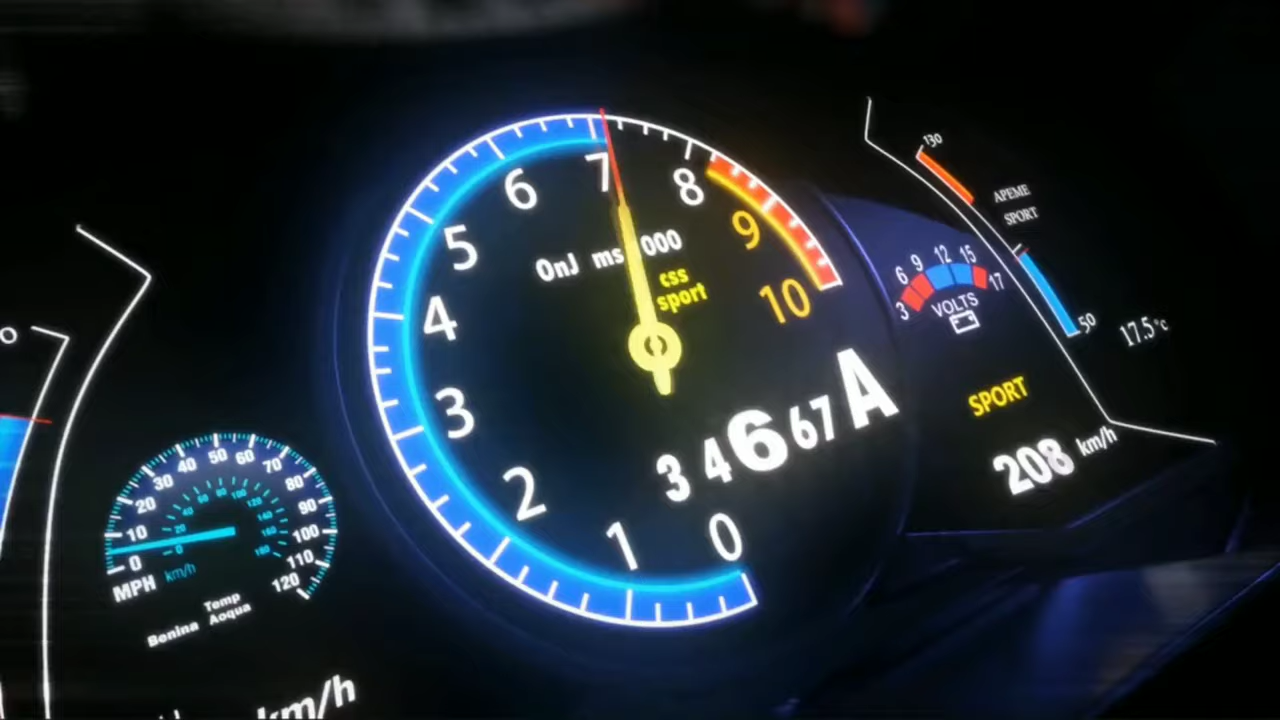 130
APEME
SPORT
7
8
6
9
10
5
4
3
2
1
0
OnJ ms 000
css
sport
3 4 6 67 A
6 9 12 15
3 17
VOLTS
50
17.5°c
SPORT
208 km/h
0 10 20 30 40 50 60 70 80 90 100 110 120
MPH
km/h
Temp
Benina Aoqua
km/h